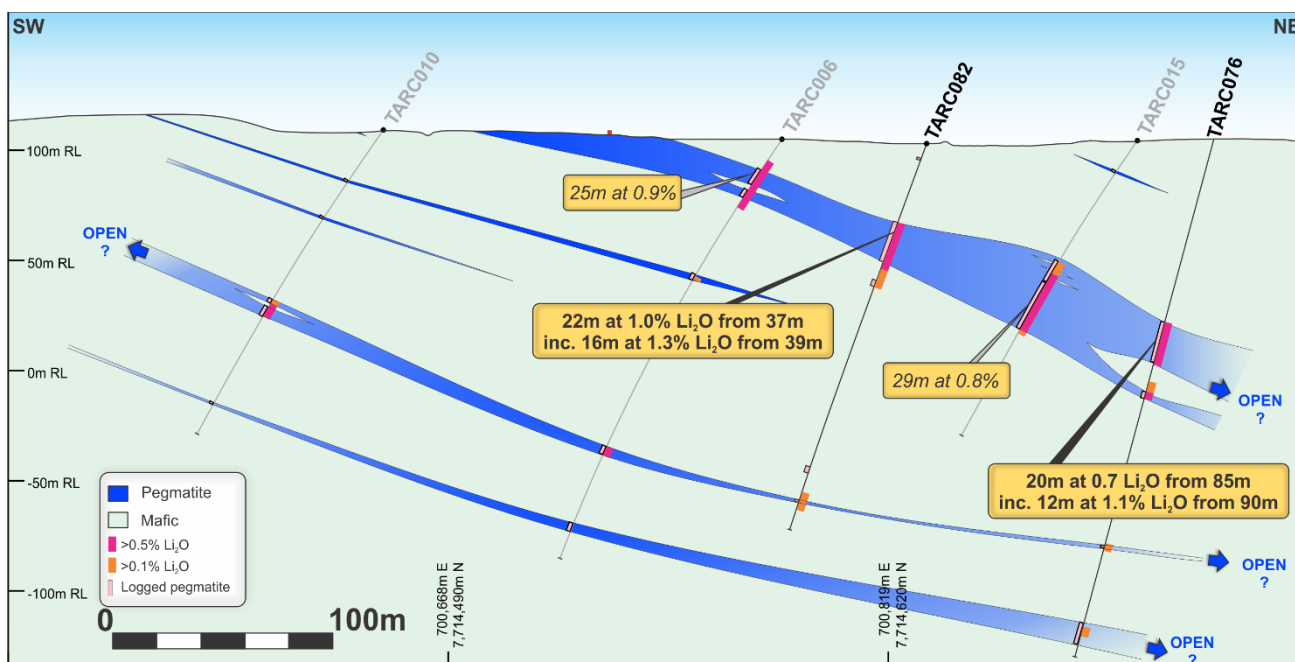 SW
NE
TARC010
TARC006
TARC082
TARC015
TARC076
100m RL
50m RL
0m RL
-50m RL
-100m RL
25m at 0.9%
OPEN
?
22m at 1.0% Li₂O from 37m
inc. 16m at 1.3% Li₂O from 39m
29m at 0.8%
OPEN
?
20m at 0.7 Li₂O from 85m
inc. 12m at 1.1% Li₂O from 90m
Pegmatite
Mafic
>0.5% Li₂O
>0.1% Li₂O
Logged pegmatite
OPEN
?
0
100m
700,668m E
7,714,490m N
700,819m E
7,714,620m N
OPEN
?